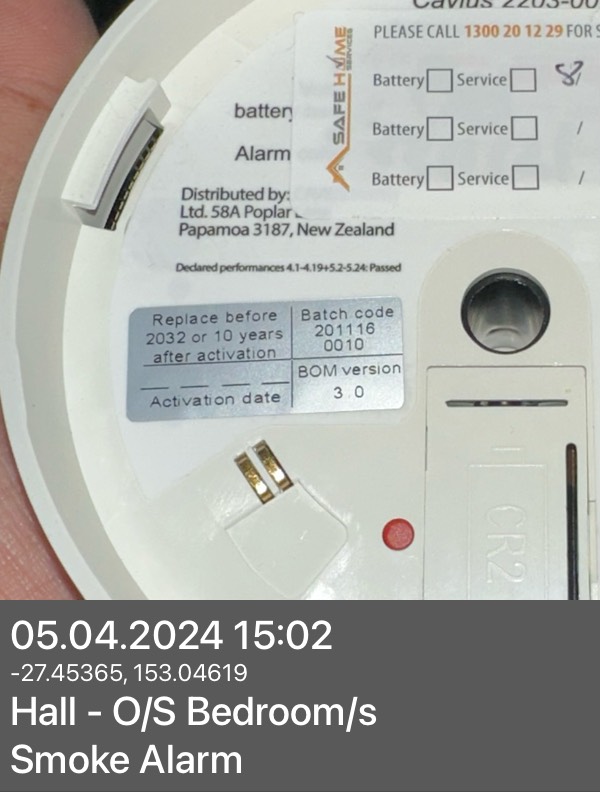 Cavius 2203-00
PLEASE CALL 1300 20 12 29 FOR S
SAFE HOME
SERVICES
Battery Service 8/
Battery Service /
Battery Service /
battery
Alarm
Distributed by:
Ltd. 58A Poplar
Papamoa 3187, New Zealand
Declared performances 4.1-4.19+5.2-5.24: Passed
Replace before
2032 or 10 years
after activation
Activation date
Batch code
201116
0010
BOM version
3.0
CR2
05.04.2024 15:02
-27.45365, 153.04619
Hall - O/S Bedroom/s
Smoke Alarm